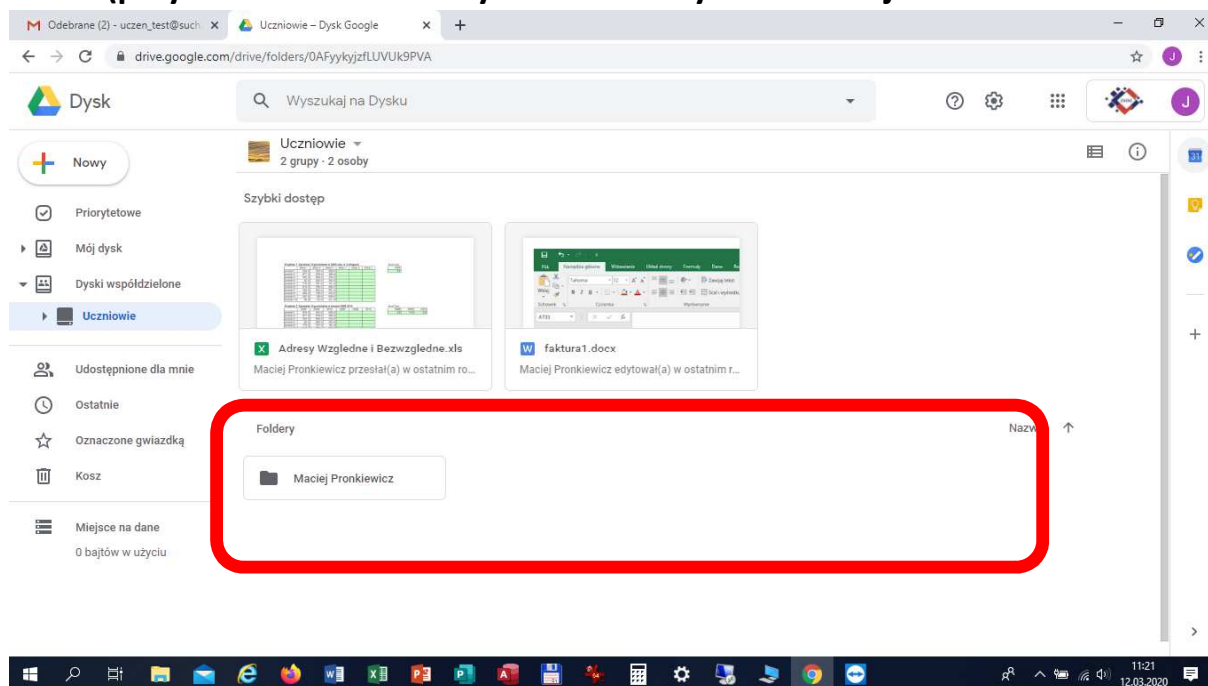 Odebrane (2) - uczen_test@such
Uczniowie – Dysk Google
drive.google.com/drive/folders/0AFyykyjzfLUVUk9PVA
J
Dysk
Wyszukaj na Dysku
J
Nowy
Uczniowie
2 grupy · 2 osoby
31
Szybki dostęp
Priorytetowe
Mój dysk
Dyski współdzielone
Uczniowie
Adresy Wzgledne i Bezwzgledne.xls
faktura1.docx
Maciej Pronkiewicz przesłał(a) w ostatnim ro...
Maciej Pronkiewicz edytował(a) w ostatnim r...
Udostępnione dla mnie
Ostatnie
Oznaczone gwiazdką
Kosz
Foldery
Maciej Pronkiewicz
Miejsce na dane
0 bajtów w użyciu
11:21
12.03.2020